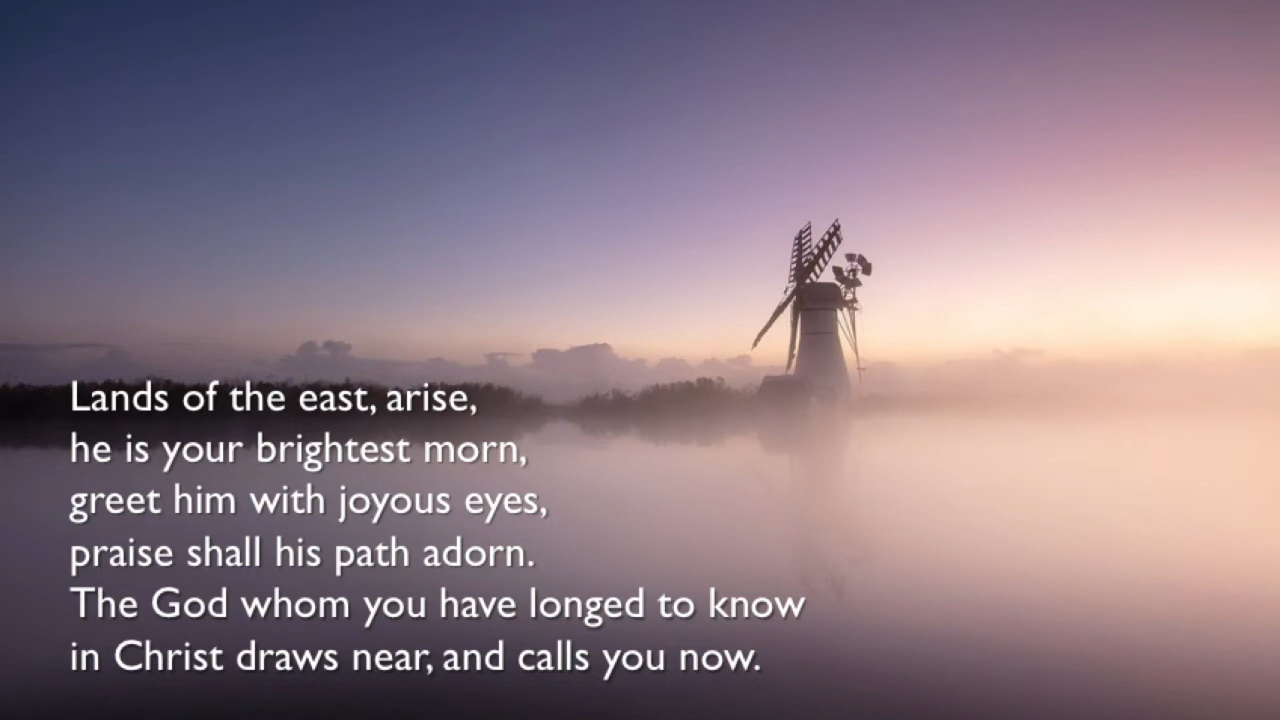 Lands of the east, arise,
he is your brightest morn,
greet him with joyous eyes,
praise shall his path adorn.
The God whom you have longed to know
in Christ draws near, and calls you now.